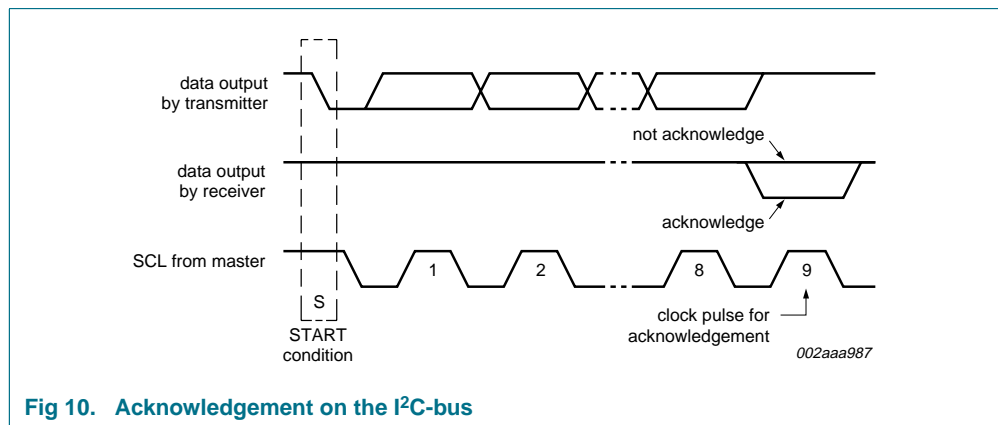 data output
by transmitter
not acknowledge
data output
by receiver
acknowledge
SCL from master
1
2
8
9
S
START
condition
clock pulse for
acknowledgement
002aaa987
Fig 10. Acknowledgement on the I²C-bus